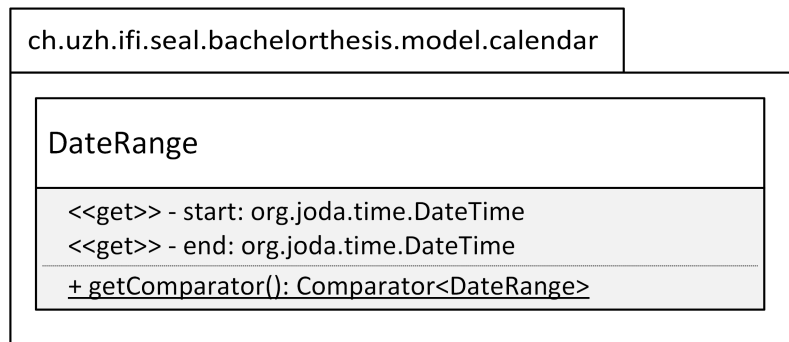 ch.uzh.ifi.seal.bachelorthesis.model.calendar
DateRange
<<get>> - start: org.joda.time.DateTime
<<get>> - end: org.joda.time.DateTime
+ getComparator(): Comparator<DateRange>